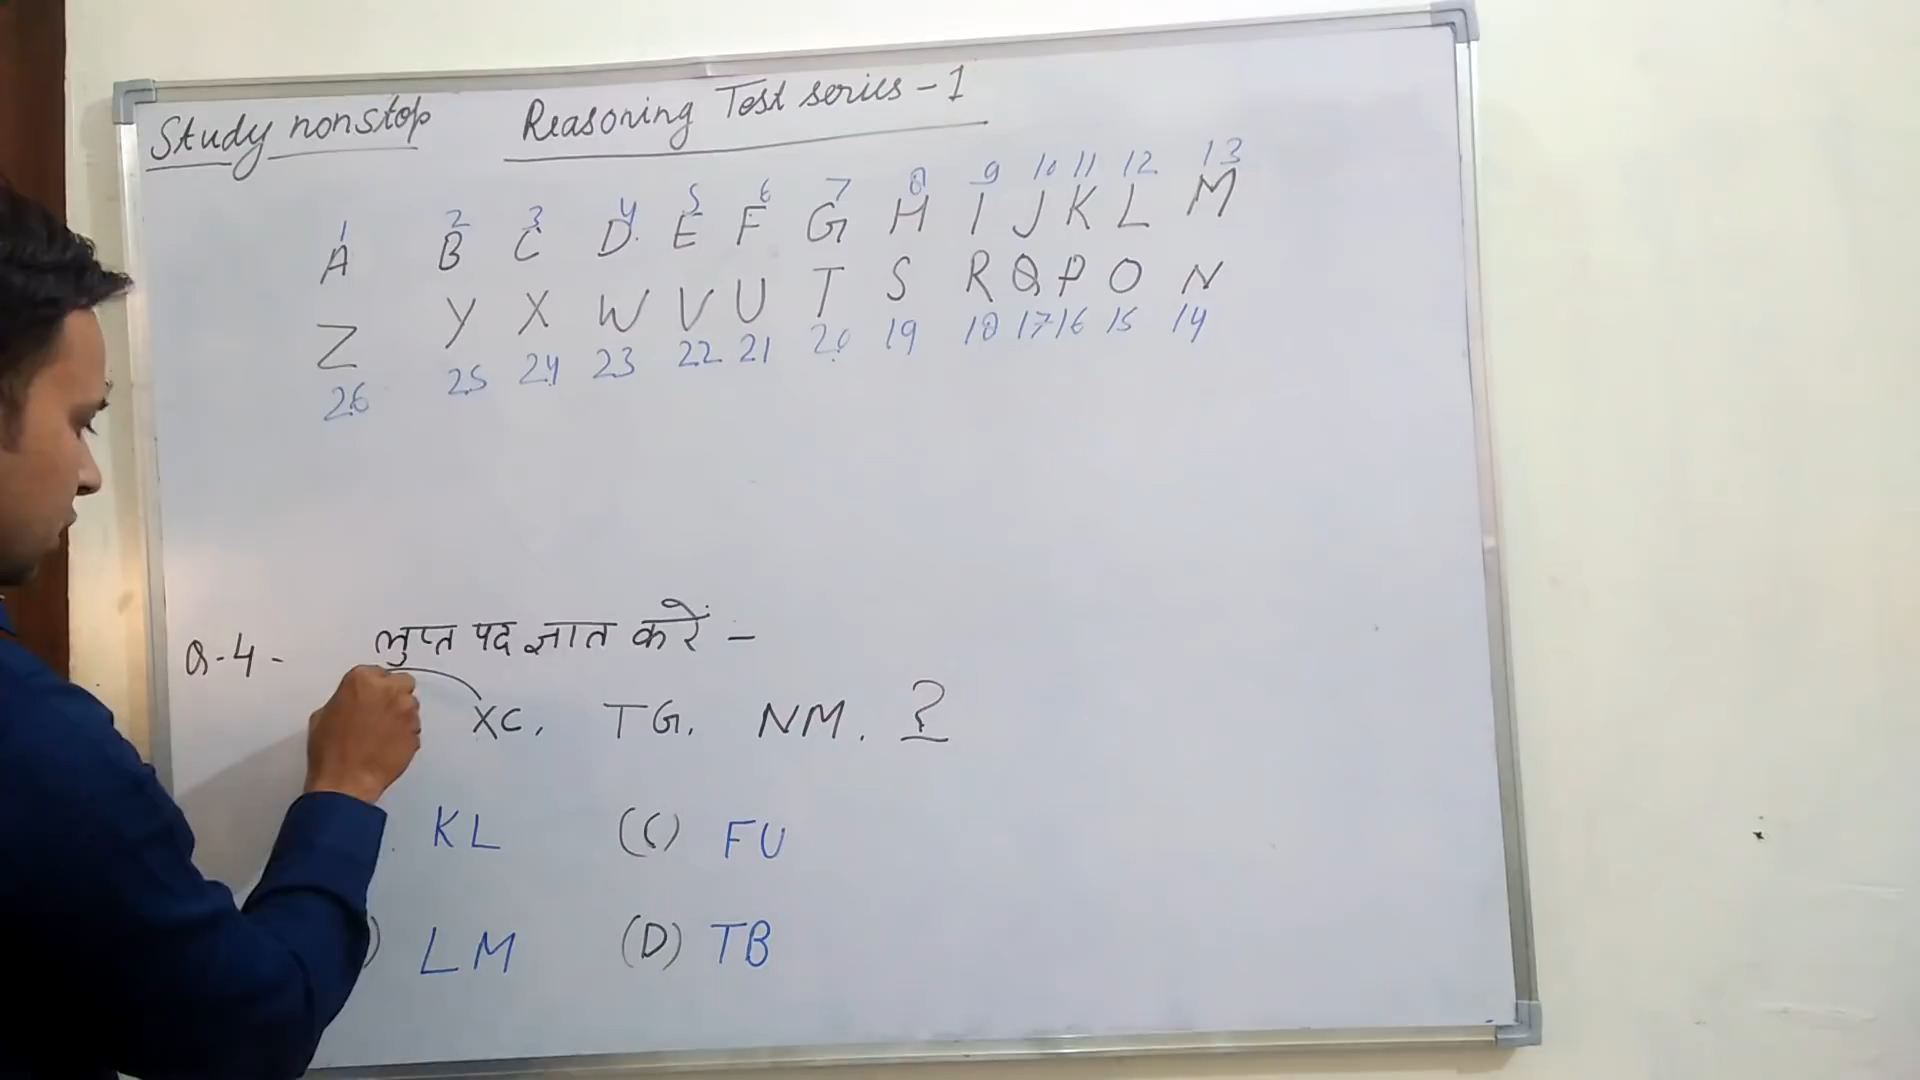 Study nonstop Reasoning Test series - 1
1 2 3 4 5 6 7 8 9 10 11 12 13
A B C D E F G H I J K L M
Z Y X W V U T S R Q P O N
26 25 24 23 22 21 20 19 18 17 16 15 14
Q-4- लुप्त पद ज्ञात करें -
XC, TG, NM, ?
KL (C) FU
) LM (D) TB